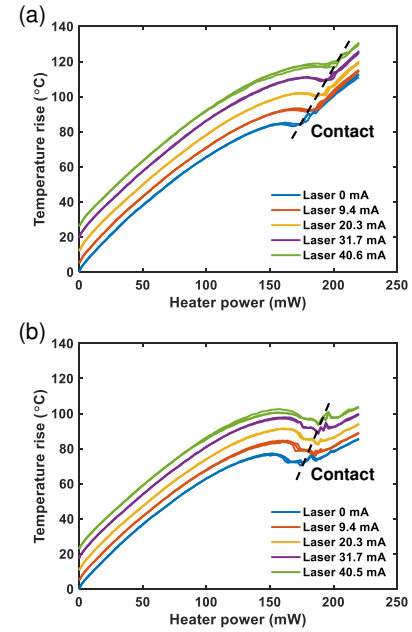 (a)
140
120
100
80
60
40
20
0
Temperature rise (°C)
Contact
Laser 0 mA
Laser 9.4 mA
Laser 20.3 mA
Laser 31.7 mA
Laser 40.6 mA
0 50 100 150 200 250
Heater power (mW)
(b)
140
120
100
80
60
40
20
0
Temperature rise (°C)
Contact
Laser 0 mA
Laser 9.4 mA
Laser 20.3 mA
Laser 31.7 mA
Laser 40.5 mA
0 50 100 150 200 250
Heater power (mW)